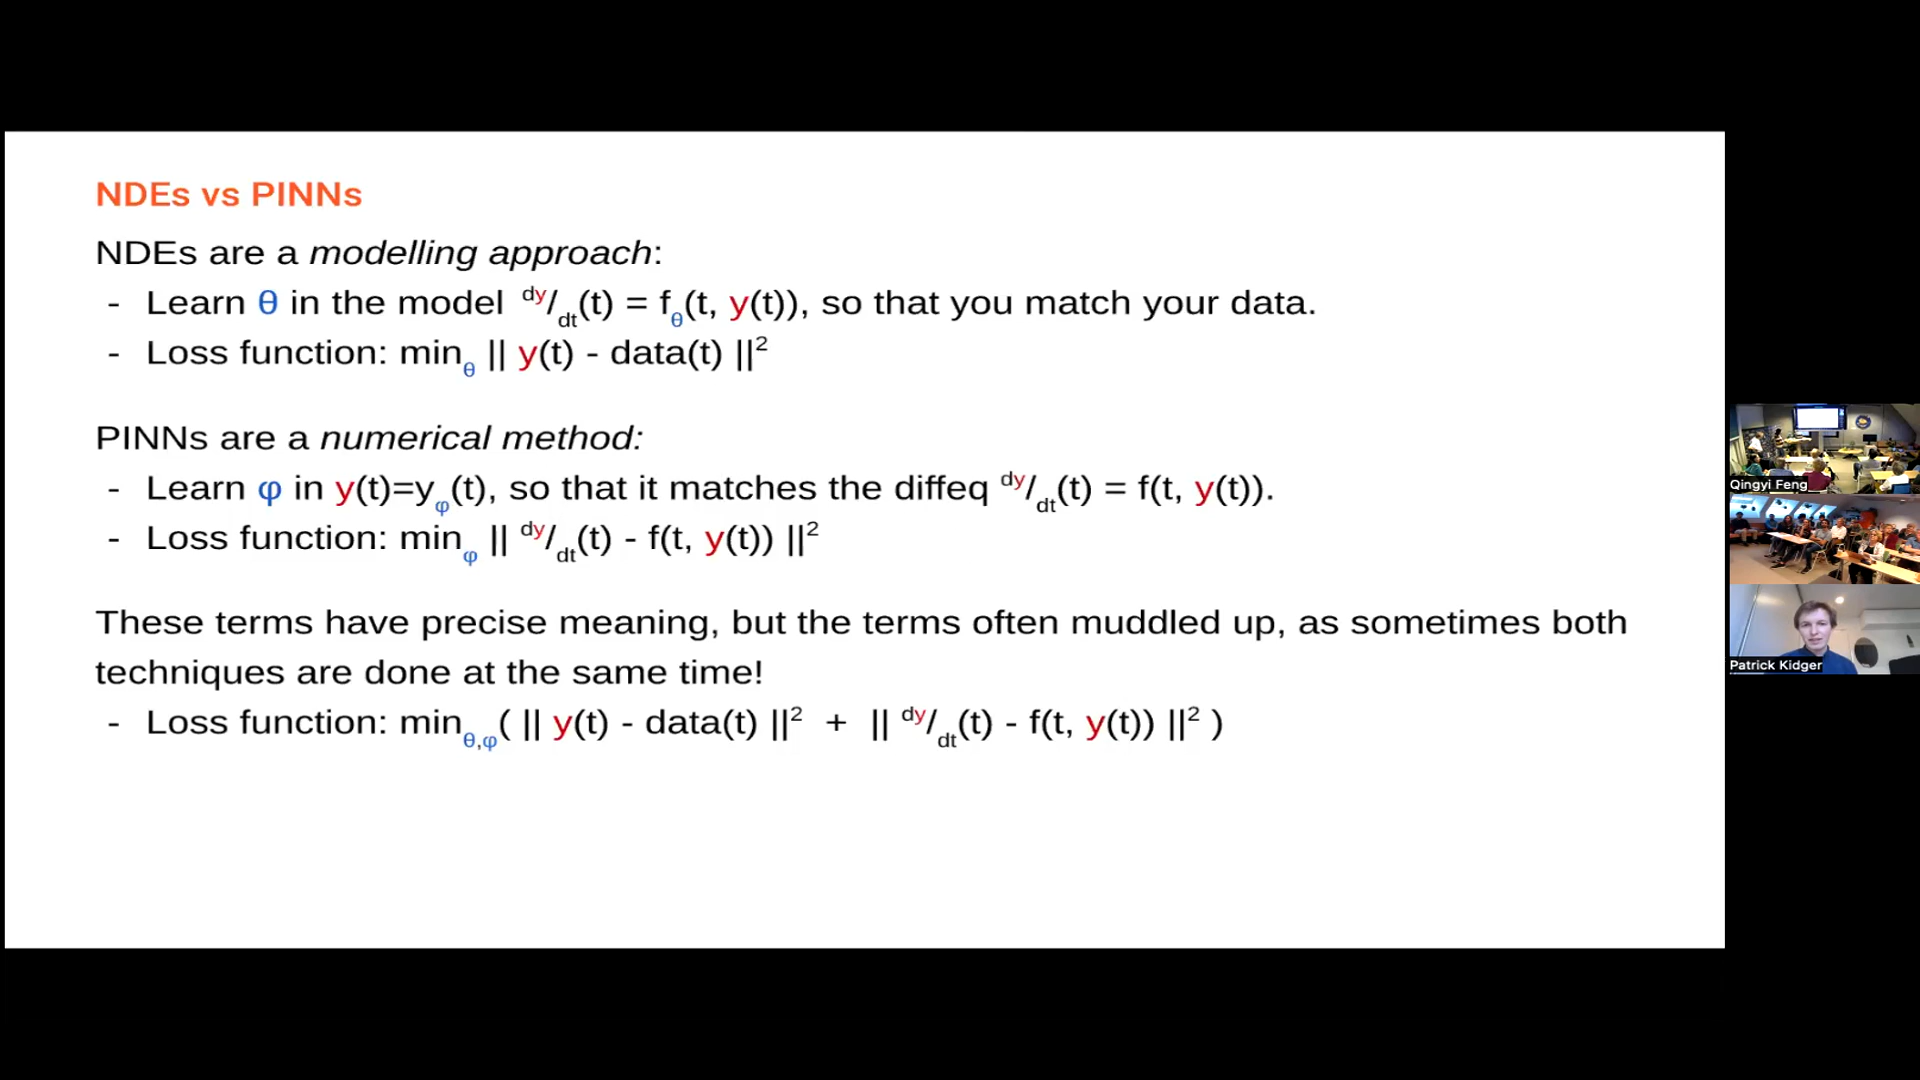 NDEs vs PINNs
NDEs are a modelling approach:
- Learn θ in the model dy/dt(t) = fθ(t, y(t)), so that you match your data.
- Loss function: minθ || y(t) - data(t) ||²
PINNs are a numerical method:
- Learn φ in y(t)=yφ(t), so that it matches the diffeq dy/dt(t) = f(t, y(t)).
- Loss function: minφ || dy/dt(t) - f(t, y(t)) ||²
These terms have precise meaning, but the terms often muddled up, as sometimes both
techniques are done at the same time!
- Loss function: minθ,φ( || y(t) - data(t) ||² + || dy/dt(t) - f(t, y(t)) ||² )
Qingyi Feng
Patrick Kidger